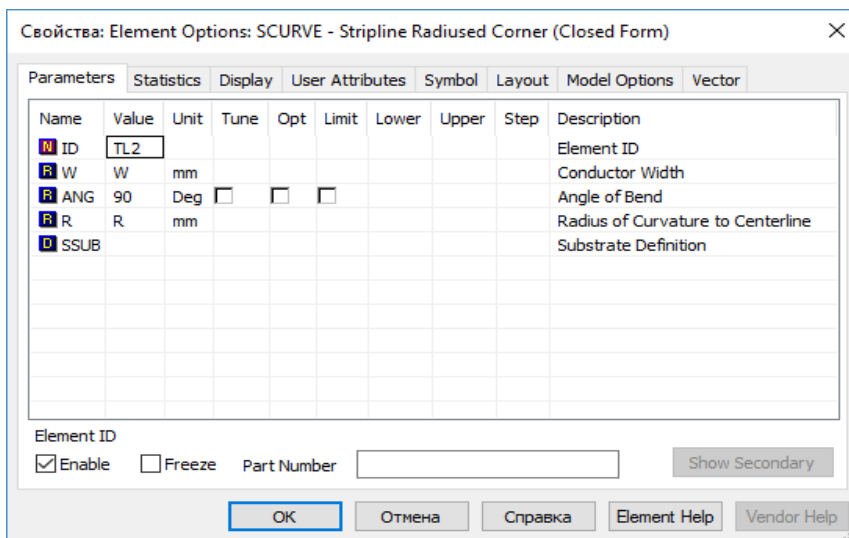 Свойства: Element Options: SCURVE - Stripline Radiused Corner (Closed Form)
Parameters Statistics Display User Attributes Symbol Layout Model Options Vector
Name Value Unit Tune Opt Limit Lower Upper Step Description
N ID TL2 Element ID
R W W mm Conductor Width
R ANG 90 Deg Angle of Bend
R R R mm Radius of Curvature to Centerline
D SSUB Substrate Definition
Element ID
Enable Freeze Part Number Show Secondary
OK Отмена Справка Element Help Vendor Help